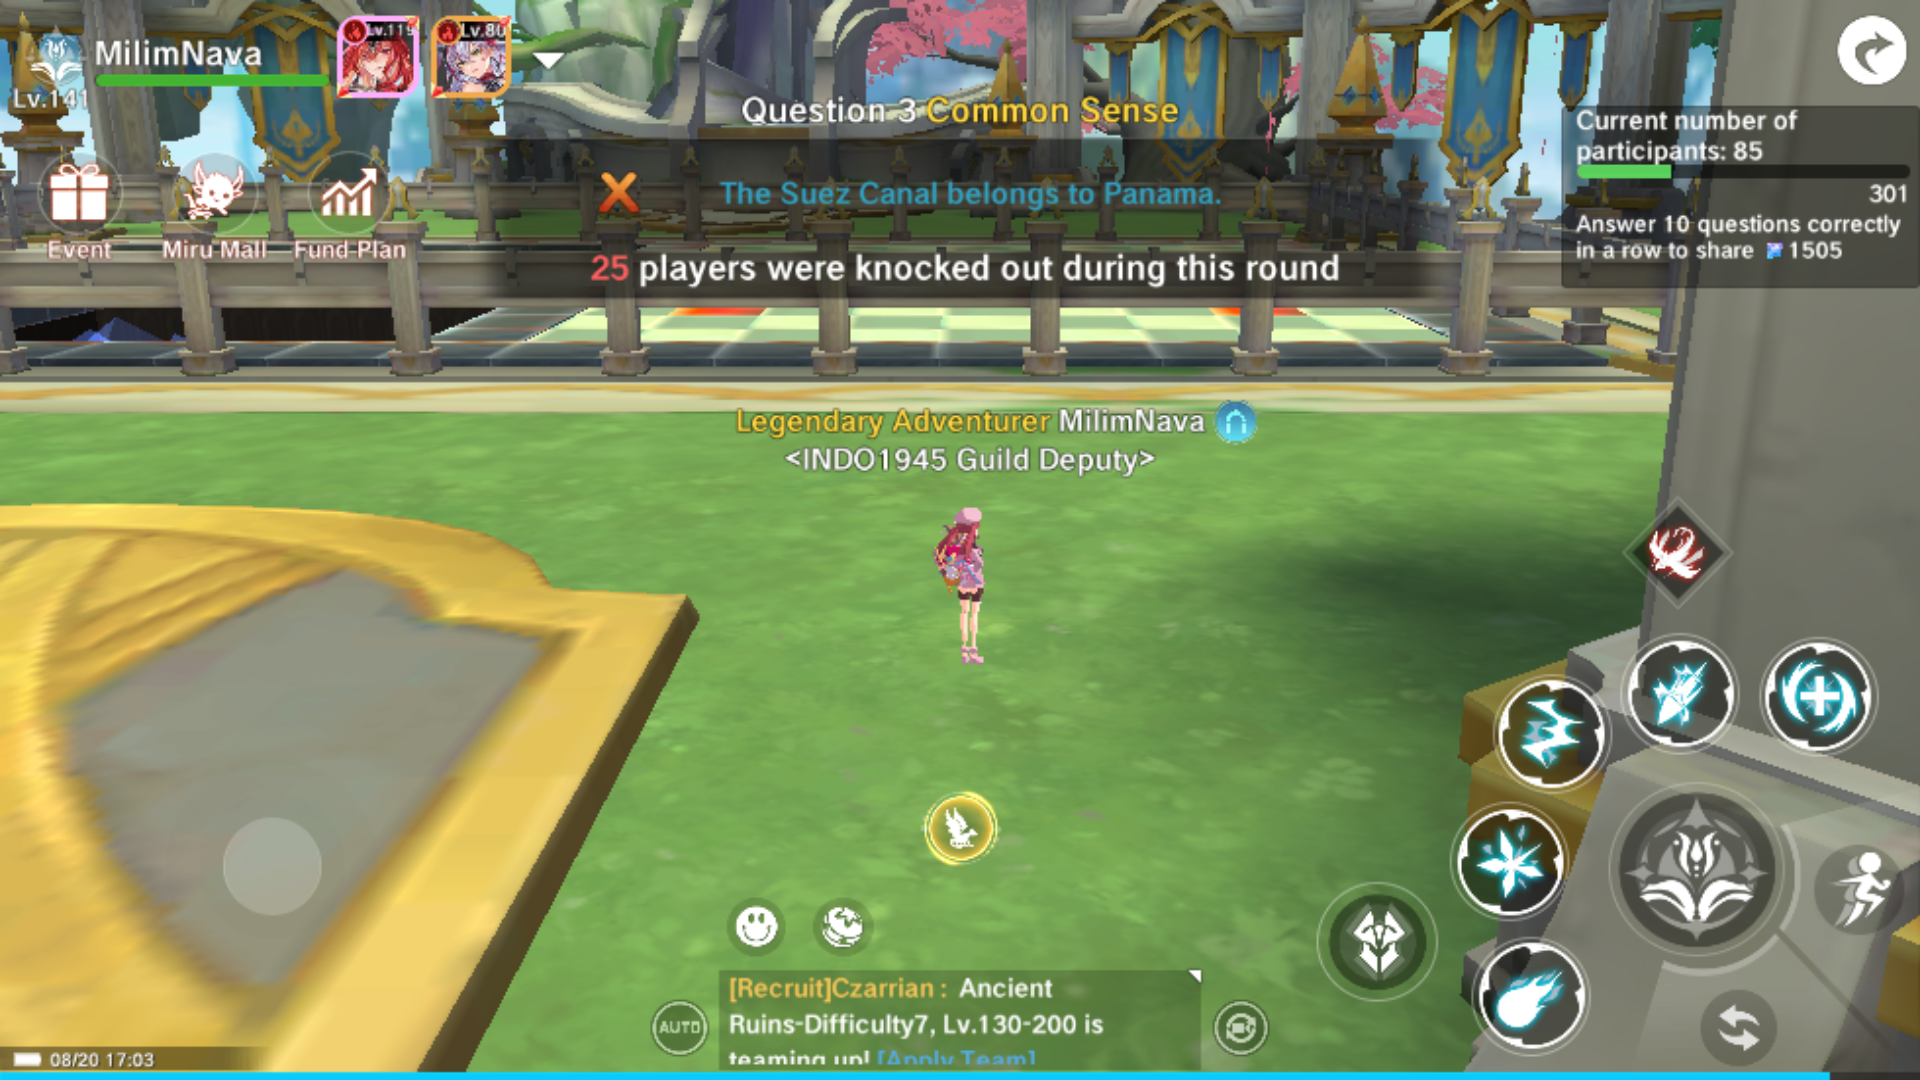 MilimNava
Lv.141
Lv.119
Lv.80
Question 3 Common Sense
The Suez Canal belongs to Panama.
25 players were knocked out during this round
Current number of
participants: 85
301
Answer 10 questions correctly
in a row to share 1505
Event
Miru Mall
Fund Plan
Legendary Adventurer MilimNava
<INDO1945 Guild Deputy>
[Recruit]Czarrian : Ancient
Ruins-Difficulty7, Lv.130-200 is
teaming up! [Apply Team]
AUTO
08/20 17:03